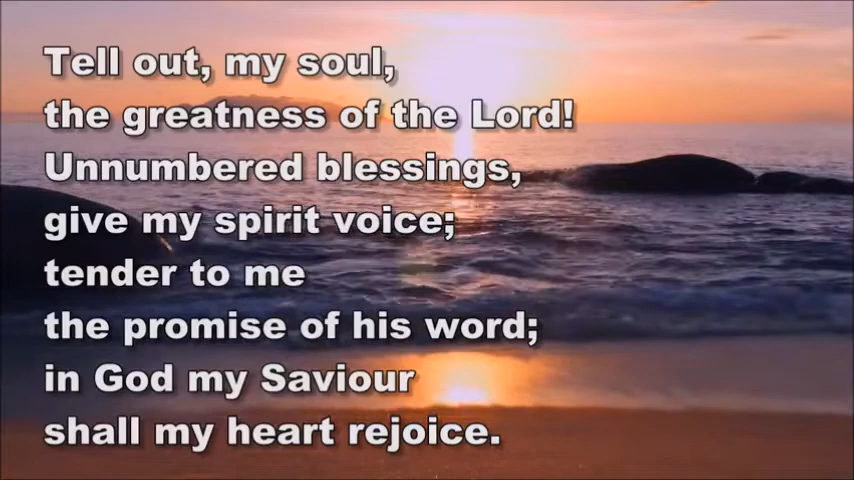 Tell out, my soul,
the greatness of the Lord!
Unnumbered blessings,
give my spirit voice;
tender to me
the promise of his word;
in God my Saviour
shall my heart rejoice.